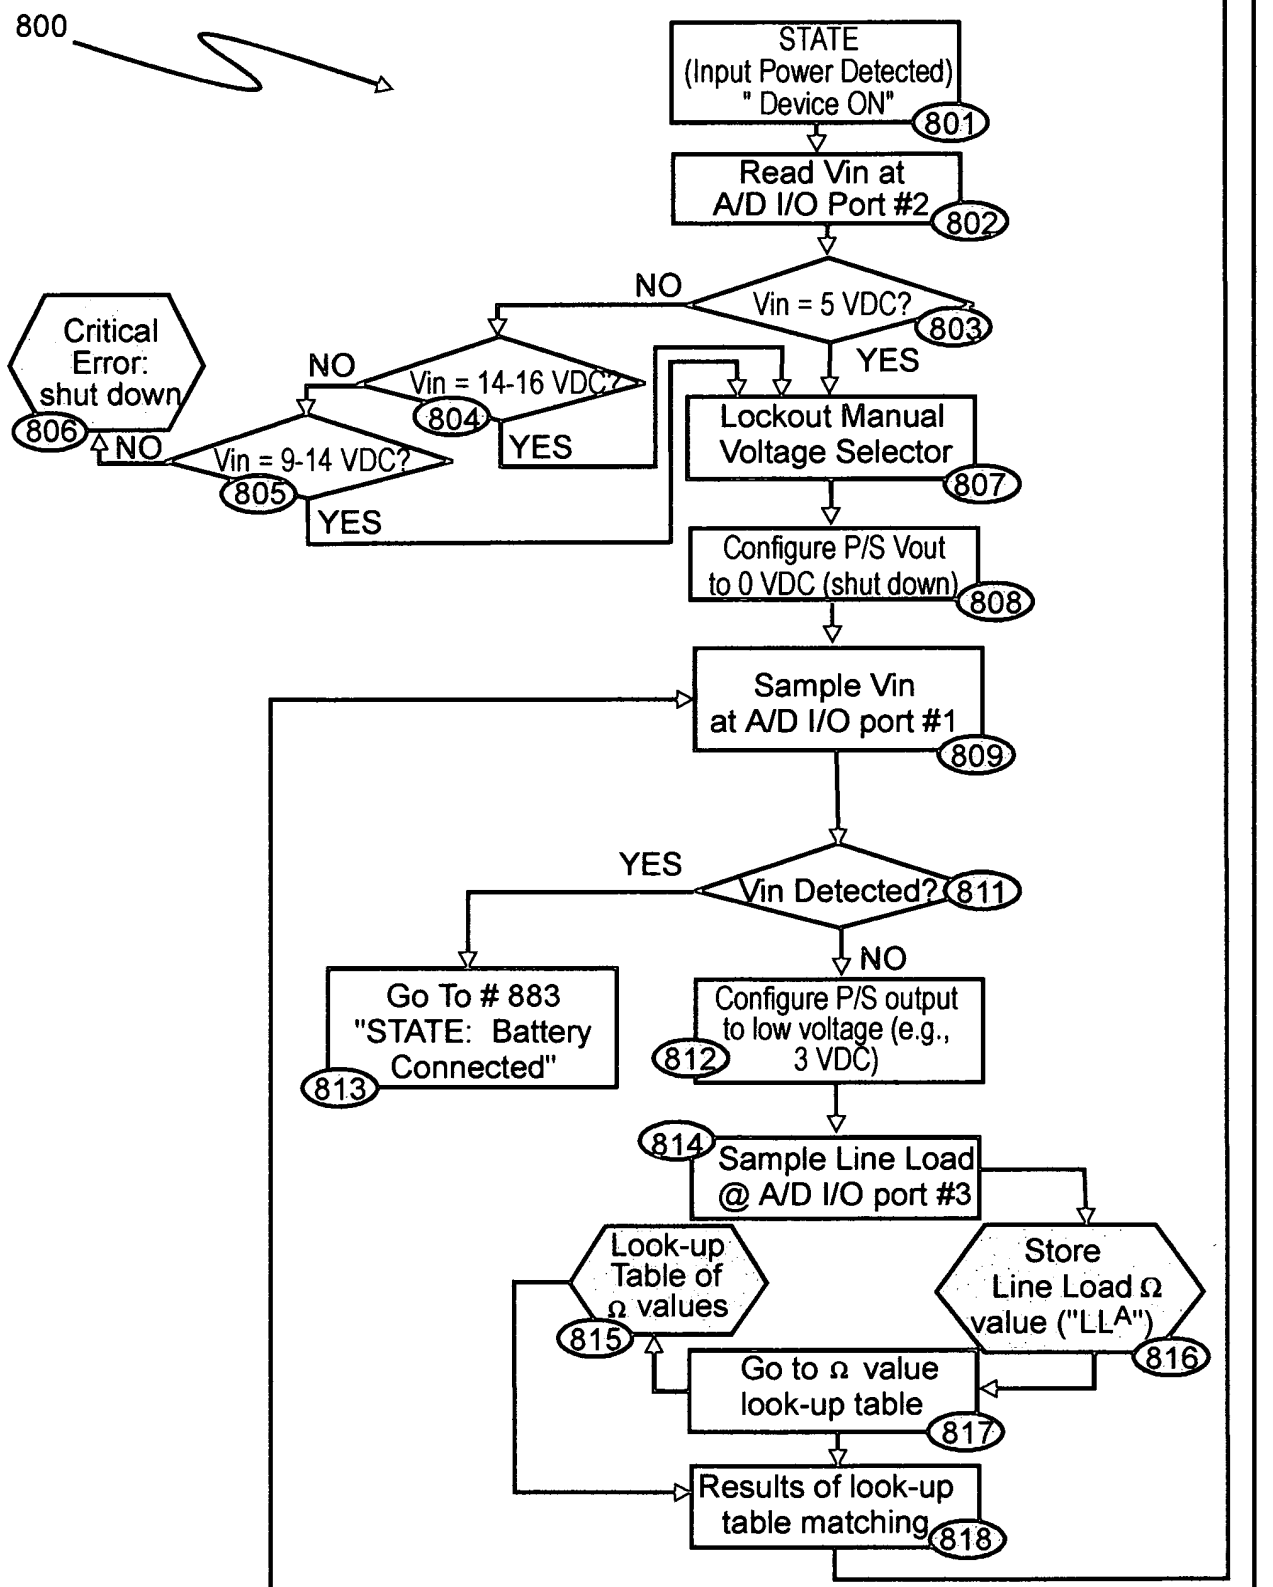 800
STATE
(Input Power Detected)
" Device ON"
801
Read Vin at
A/D I/O Port #2
802
NO
Vin = 5 VDC?
803
YES
Critical
Error:
shut down
806
NO
NO
Vin = 14-16 VDC?
804
YES
Vin = 9-14 VDC?
805
YES
Lockout Manual
Voltage Selector
807
Configure P/S Vout
to 0 VDC (shut down)
808
Sample Vin
at A/D I/O port #1
809
YES
Vin Detected?
811
NO
Go To # 883
"STATE: Battery
Connected"
813
Configure P/S output
to low voltage (e.g.,
3 VDC)
812
814
Sample Line Load
@ A/D I/O port #3
Look-up
Table of
Ω values
815
Store
Line Load Ω
value ("LLA")
816
Go to Ω value
look-up table
817
Results of look-up
table matching
818